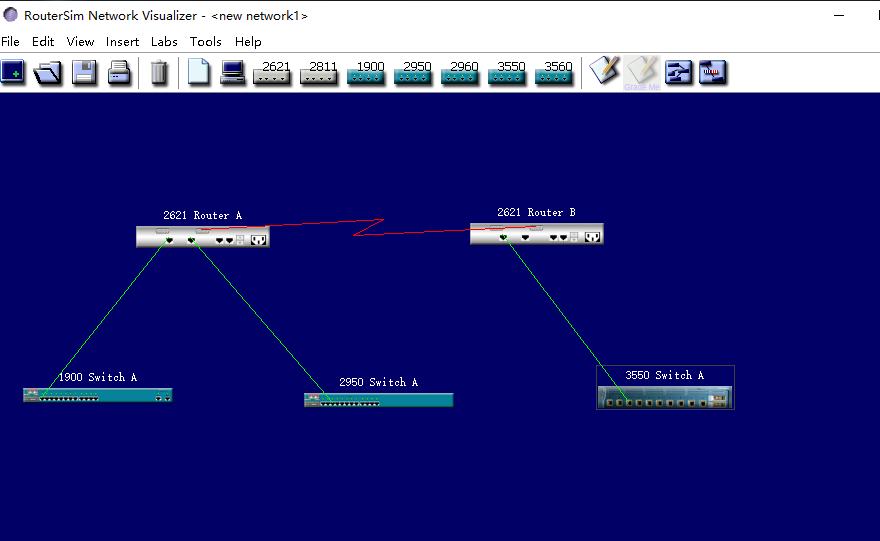 RouterSim Network Visualizer - <new network1>
File Edit View Insert Labs Tools Help
2621 2811 1900 2950 2960 3550 3560
Grade Me
2621 Router A
2621 Router B
1900 Switch A
2950 Switch A
3550 Switch A